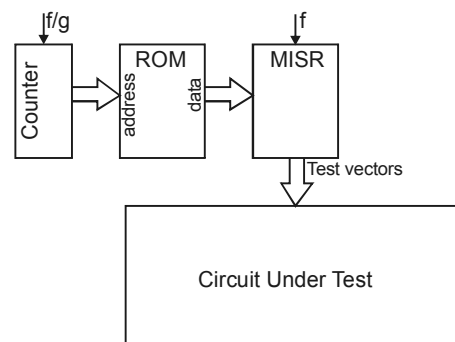 f/g
f
Counter
address
ROM
data
MISR
Test vectors
Circuit Under Test